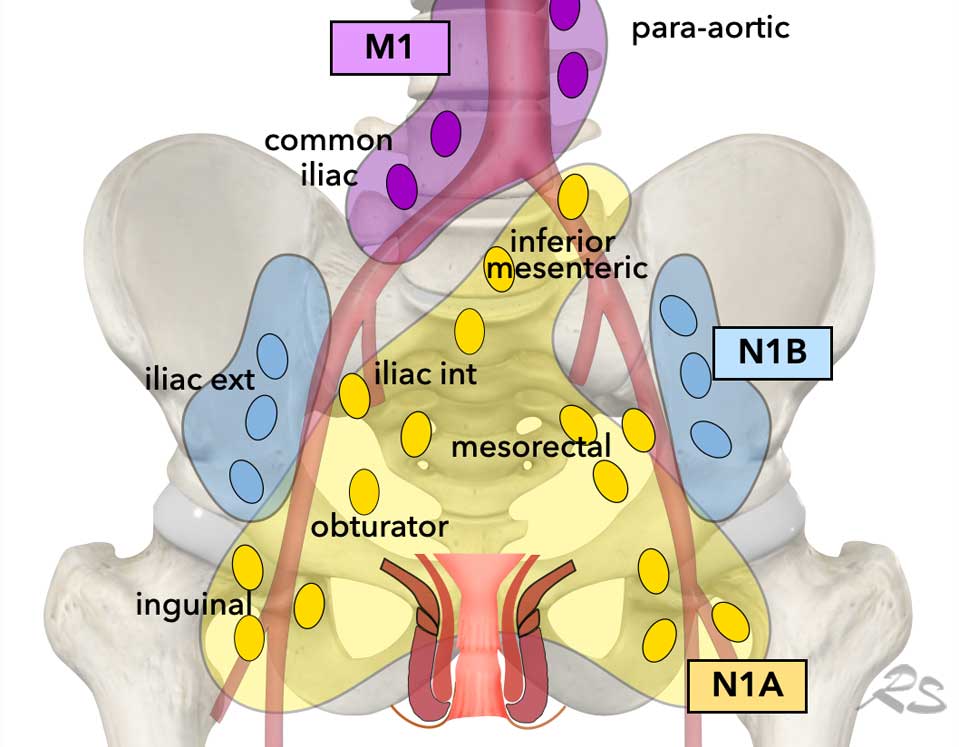 para-aortic
M1
common
iliac
inferior
mesenteric
N1B
iliac ext
iliac int
mesorectal
obturator
inguinal
N1A
RS